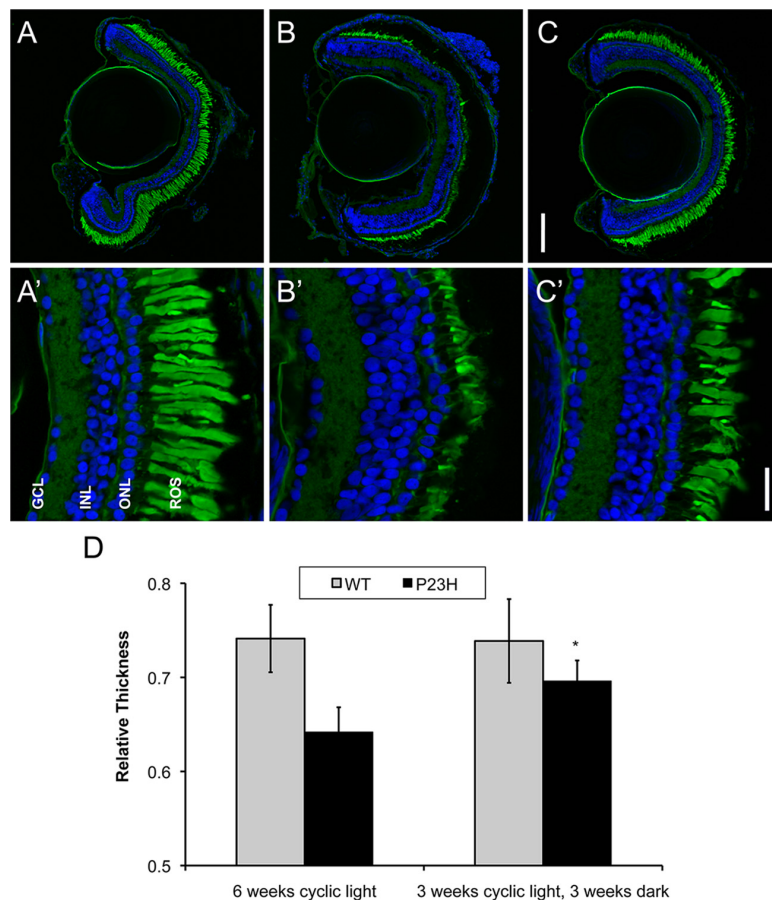 A
B
C
A'
B'
C'
GCL
INL
ONL
ROS
D
WT
P23H
Relative Thickness
0.8
0.7
0.6
0.5
*
6 weeks cyclic light
3 weeks cyclic light, 3 weeks dark